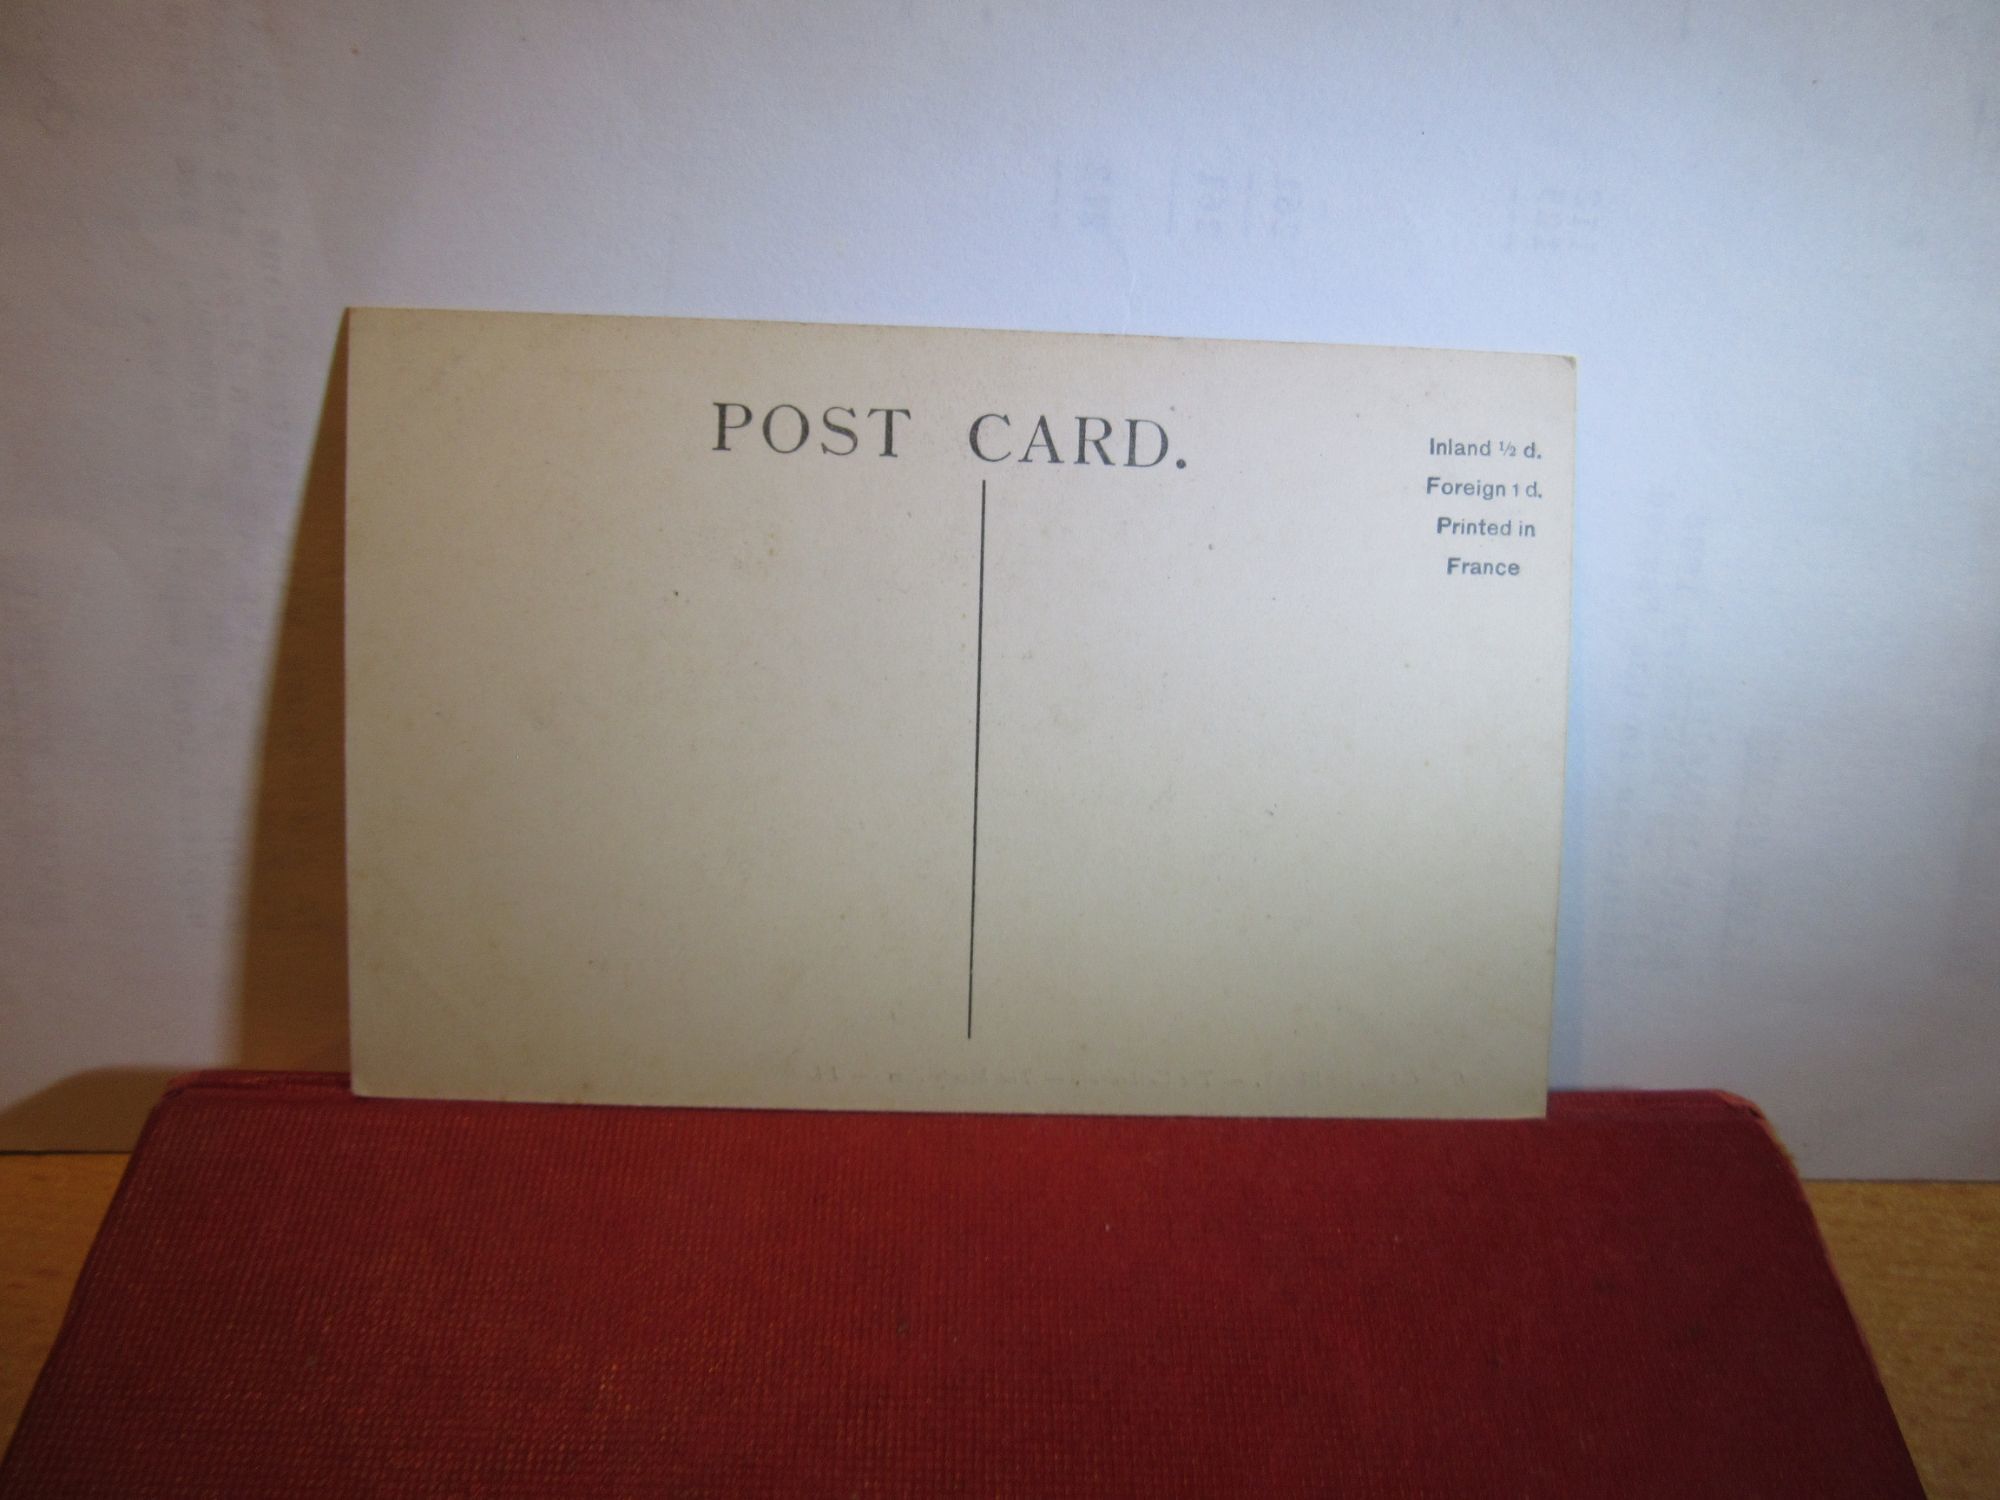 POST CARD.
Inland ½ d.
Foreign 1 d.
Printed in
France